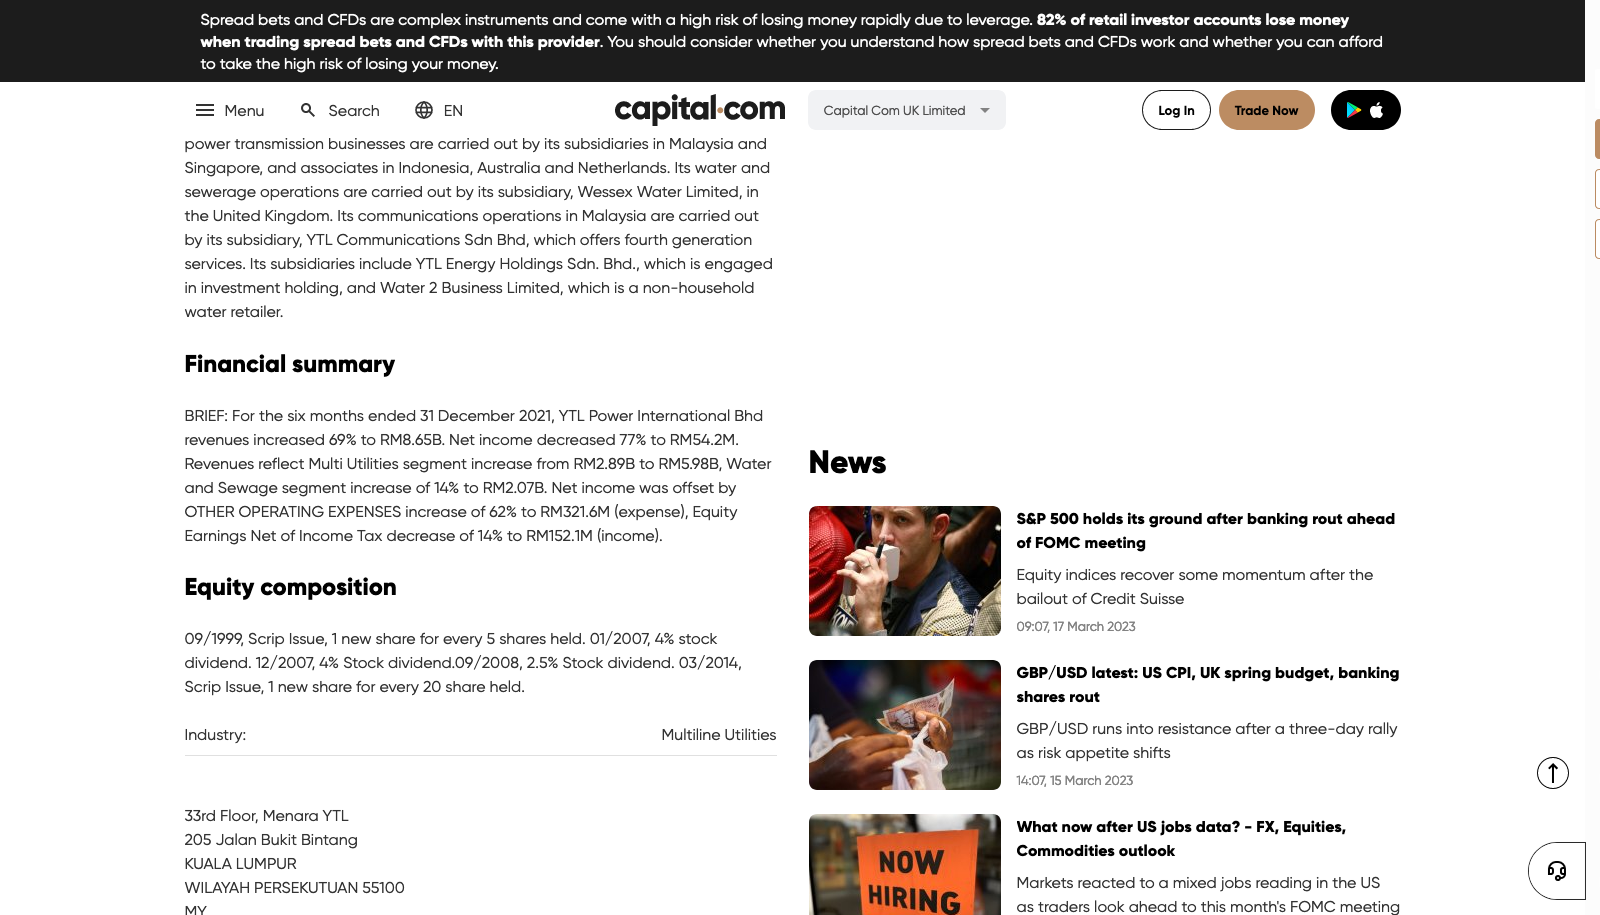 Spread bets and CFDs are complex instruments and come with a high risk of losing money rapidly due to leverage. 82% of retail investor accounts lose money
when trading spread bets and CFDs with this provider. You should consider whether you understand how spread bets and CFDs work and whether you can afford
to take the high risk of losing your money.
Menu
Search
EN
capital.com
Capital Com UK Limited
Log In
Trade Now
power transmission businesses are carried out by its subsidiaries in Malaysia and
Singapore, and associates in Indonesia, Australia and Netherlands. Its water and
sewerage operations are carried out by its subsidiary, Wessex Water Limited, in
the United Kingdom. Its communications operations in Malaysia are carried out
by its subsidiary, YTL Communications Sdn Bhd, which offers fourth generation
services. Its subsidiaries include YTL Energy Holdings Sdn. Bhd., which is engaged
in investment holding, and Water 2 Business Limited, which is a non-household
water retailer.
Financial summary
BRIEF: For the six months ended 31 December 2021, YTL Power International Bhd
revenues increased 69% to RM8.65B. Net income decreased 77% to RM54.2M.
Revenues reflect Multi Utilities segment increase from RM2.89B to RM5.98B, Water
and Sewage segment increase of 14% to RM2.07B. Net income was offset by
OTHER OPERATING EXPENSES increase of 62% to RM321.6M (expense), Equity
Earnings Net of Income Tax decrease of 14% to RM152.1M (income).
Equity composition
09/1999, Scrip Issue, 1 new share for every 5 shares held. 01/2007, 4% stock
dividend. 12/2007, 4% Stock dividend.09/2008, 2.5% Stock dividend. 03/2014,
Scrip Issue, 1 new share for every 20 share held.
Industry:
Multiline Utilities
33rd Floor, Menara YTL
205 Jalan Bukit Bintang
KUALA LUMPUR
WILAYAH PERSEKUTUAN 55100
MY
News
S&P 500 holds its ground after banking rout ahead
of FOMC meeting
Equity indices recover some momentum after the
bailout of Credit Suisse
09:07, 17 March 2023
GBP/USD latest: US CPI, UK spring budget, banking
shares rout
GBP/USD runs into resistance after a three-day rally
as risk appetite shifts
14:07, 15 March 2023
NOW
HIRING
What now after US jobs data? - FX, Equities,
Commodities outlook
Markets reacted to a mixed jobs reading in the US
as traders look ahead to this month's FOMC meeting